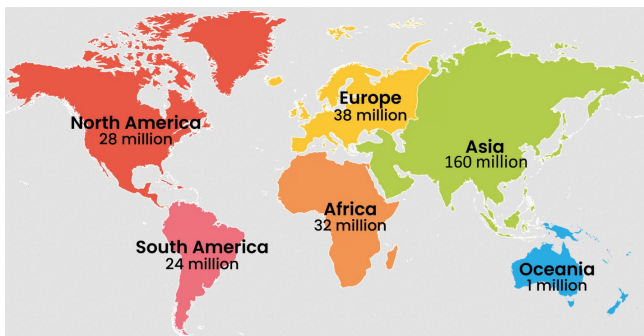 North America
28 million
Europe
38 million
Asia
160 million
Africa
32 million
South America
24 million
Oceania
1 million